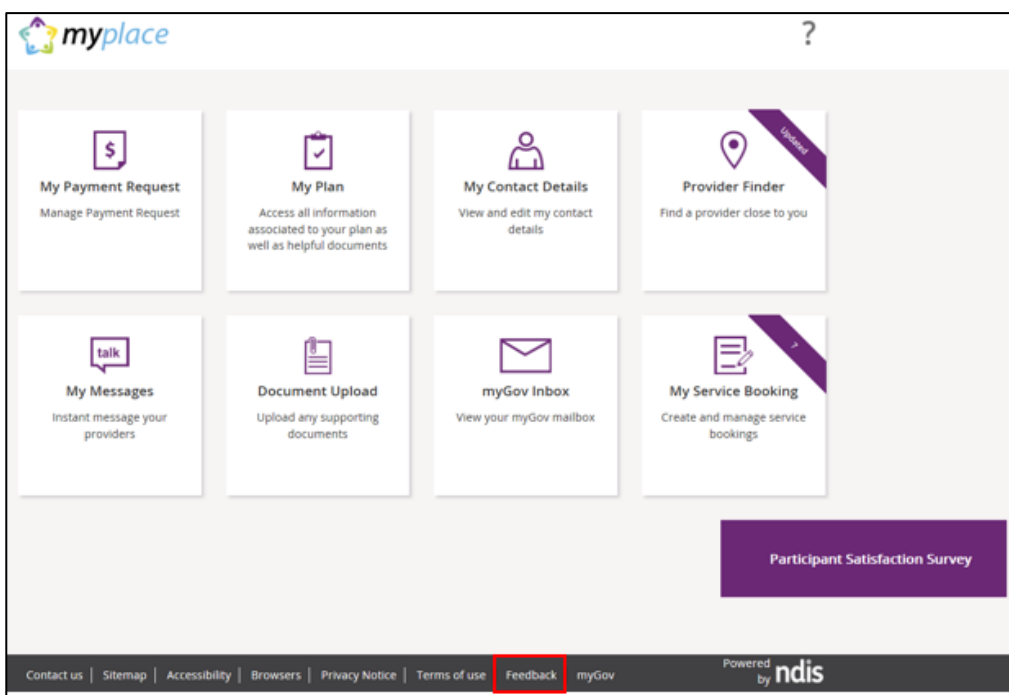 myplace
?
$
My Payment Request
Manage Payment Request
My Plan
Access all information
associated to your plan as
well as helpful documents
My Contact Details
View and edit my contact
details
Updated
Provider Finder
Find a provider close to you
talk
My Messages
Instant message your
providers
Document Upload
Upload any supporting
documents
myGov Inbox
View your myGov mailbox
?
My Service Booking
Create and manage service
bookings
Participant Satisfaction Survey
Contact us | Sitemap | Accessibility | Browsers | Privacy Notice | Terms of use Feedback myGov
Powered
by ndis